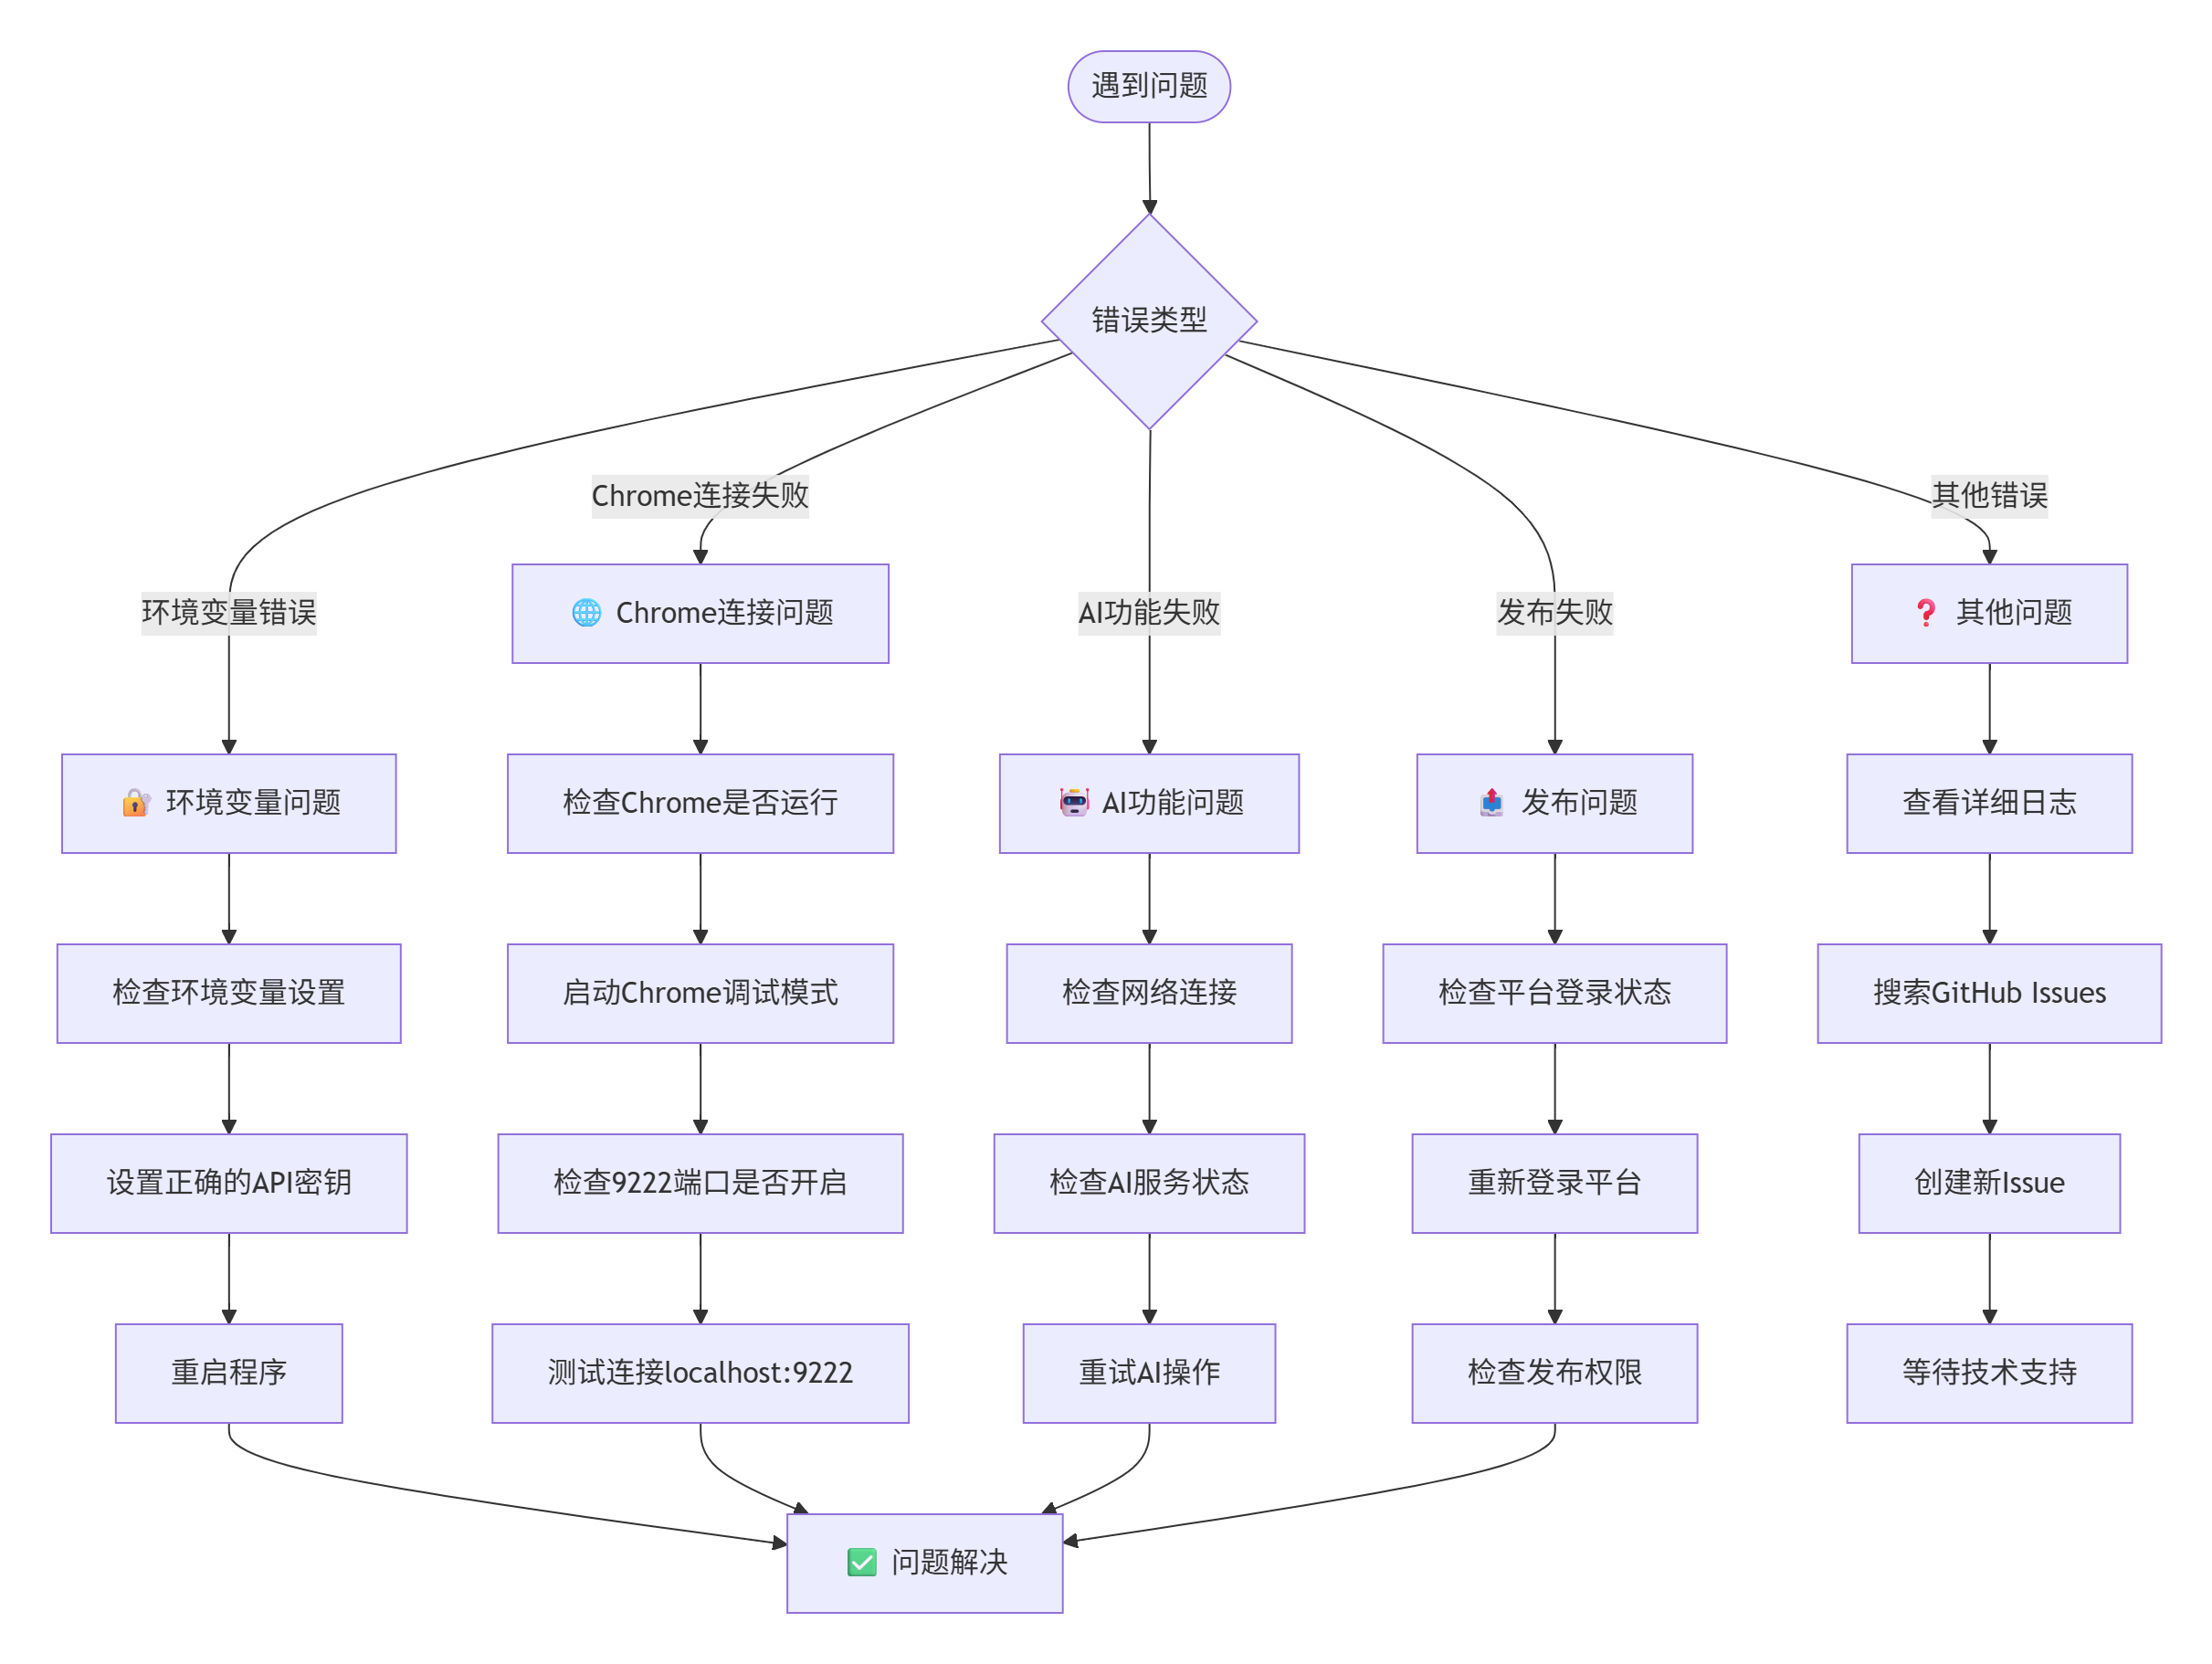 遇到问题
错误类型
Chrome连接失败
其他错误
环境变量错误
🌐 Chrome连接问题
AI功能失败
发布失败
❓ 其他问题
🔐 环境变量问题
检查Chrome是否运行
🤖 AI功能问题
📤 发布问题
查看详细日志
检查环境变量设置
启动Chrome调试模式
检查网络连接
检查平台登录状态
搜索GitHub Issues
设置正确的API密钥
检查9222端口是否开启
检查AI服务状态
重新登录平台
创建新Issue
重启程序
测试连接localhost:9222
重试AI操作
检查发布权限
等待技术支持
✅ 问题解决